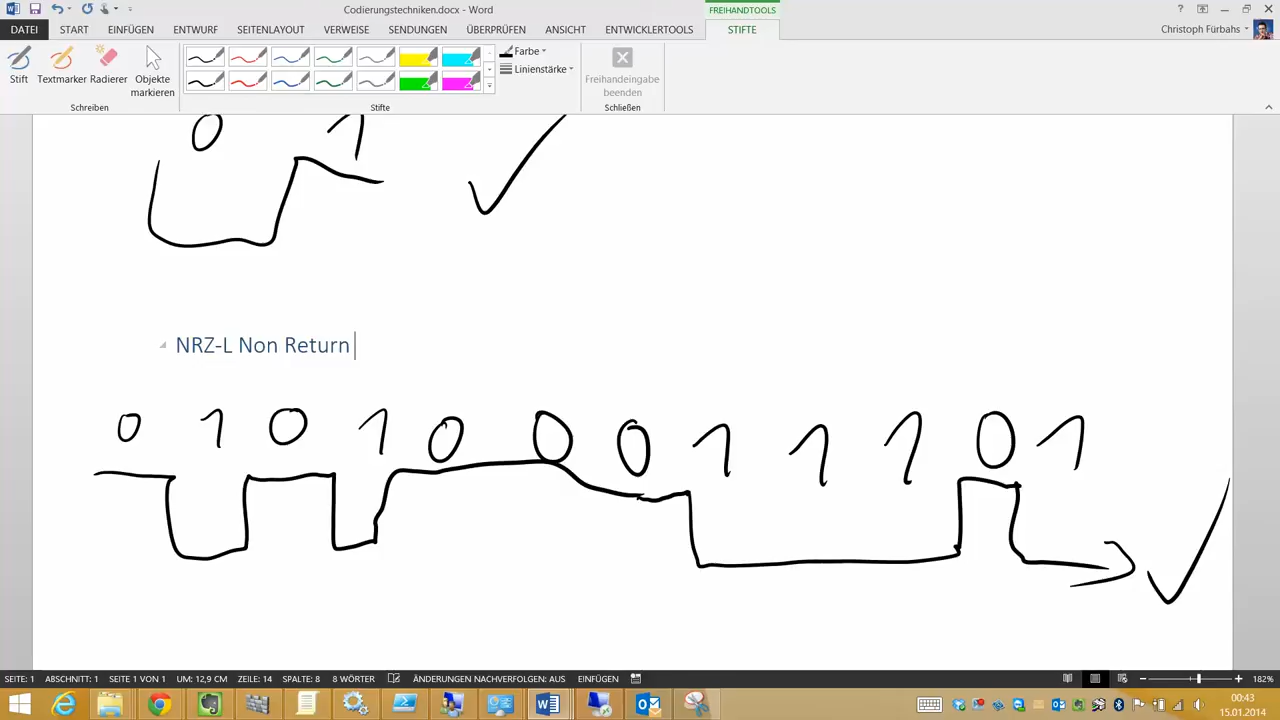 Codierungstechniken.docx - Word
FREIHANDTOOLS
?
DATEI START EINFÜGEN ENTWURF SEITENLAYOUT VERWEISE SENDUNGEN ÜBERPRÜFEN ANSICHT ENTWICKLERTOOLS STIFTE Christoph Fürbahs
Stift Textmarker Radierer Objekte markieren
Farbe
Linienstärke
Freihandeingabe beenden
Schreiben Stifte Schließen
0 1
NRZ-L Non Return
0 1 0 1 0 0 0 1 1 1 0 1
SEITE: 1 ABSCHNITT: 1 SEITE 1 VON 1 UM: 12,9 CM ZEILE: 14 SPALTE: 8 8 WÖRTER ÄNDERUNGEN NACHVERFOLGEN: AUS EINFÜGEN 182%
00:43
15.01.2014